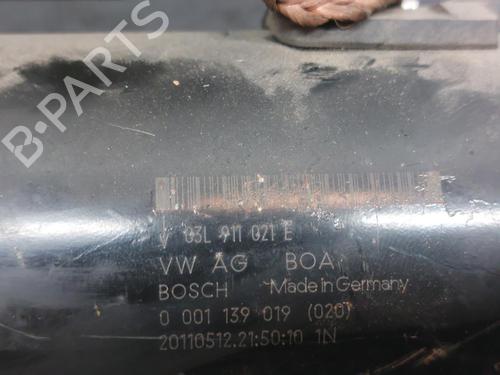 B-PARTS
V 03L 911 021 E
VW AG BOA
BOSCH Made in Germany
0 001 139 019 (020)
20110512.21:50:10 1N